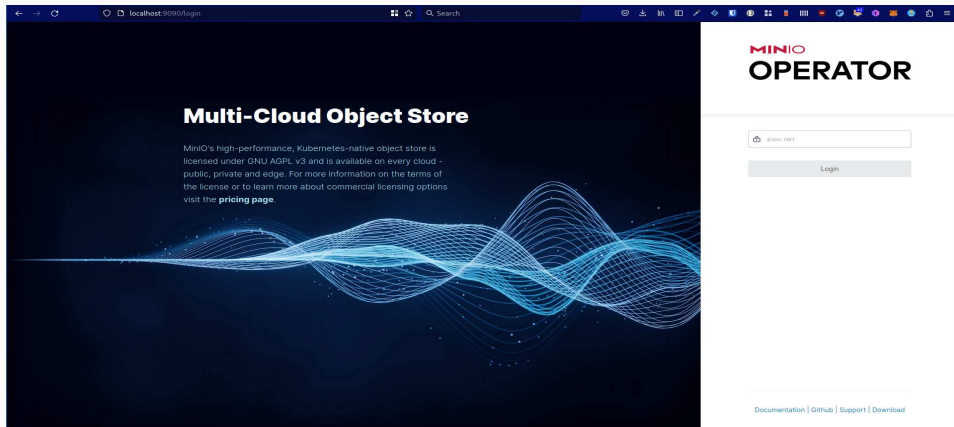 localhost:9090/login
Search
MINIO
OPERATOR
Multi-Cloud Object Store
MinIO's high-performance, Kubernetes-native object store is
licensed under GNU AGPL v3 and is available on every cloud -
public, private and edge. For more information on the terms of
the license or to learn more about commercial licensing options
visit the pricing page.
Enter JWT
Login
Documentation | Github | Support | Download